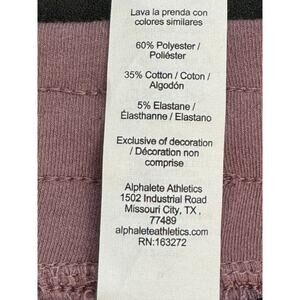 Lava la prenda con
colores similares
60% Polyester /
Poliéster
35% Cotton / Coton /
Algodón
5% Elastane /
Élasthanne / Elastano
Exclusive of decoration
/ Décoration non
comprise
Alphalete Athletics
1502 Industrial Road
Missouri City, TX ,
77489
alphaleteathletics.com
RN:163272